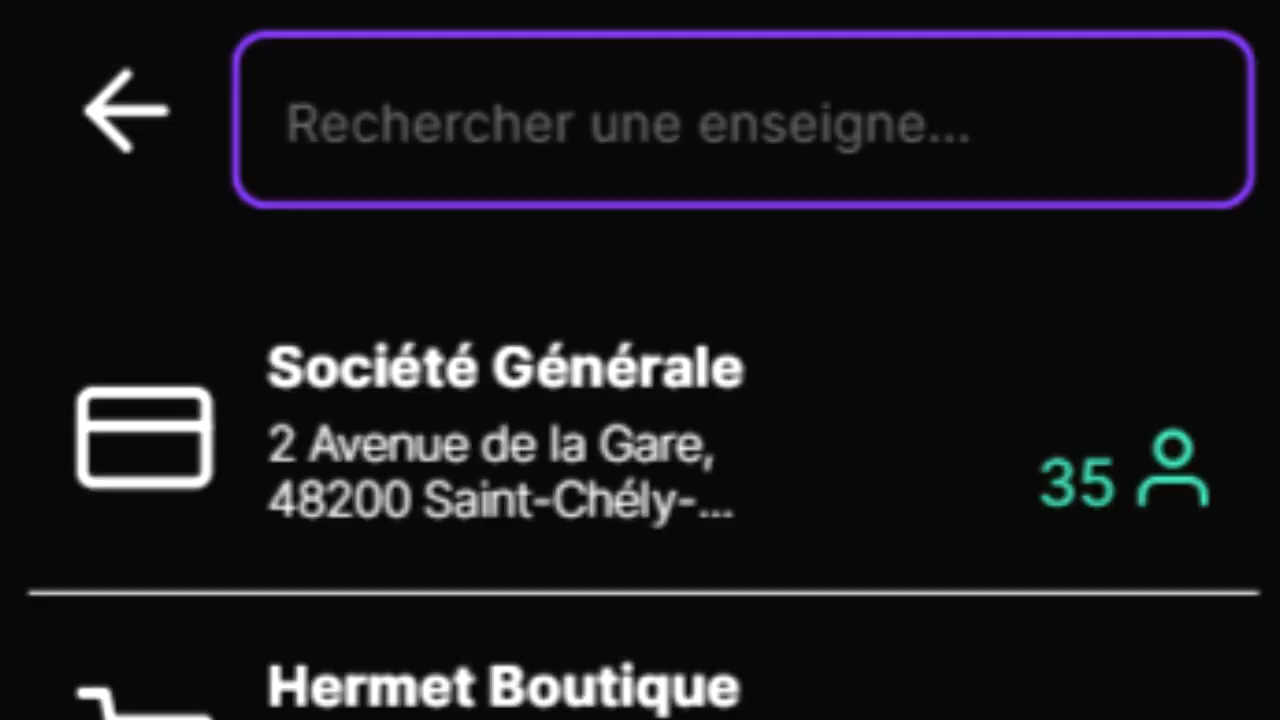 Rechercher une enseigne...
Société Générale
2 Avenue de la Gare,
48200 Saint-Chély-...
35
Hermet Boutique